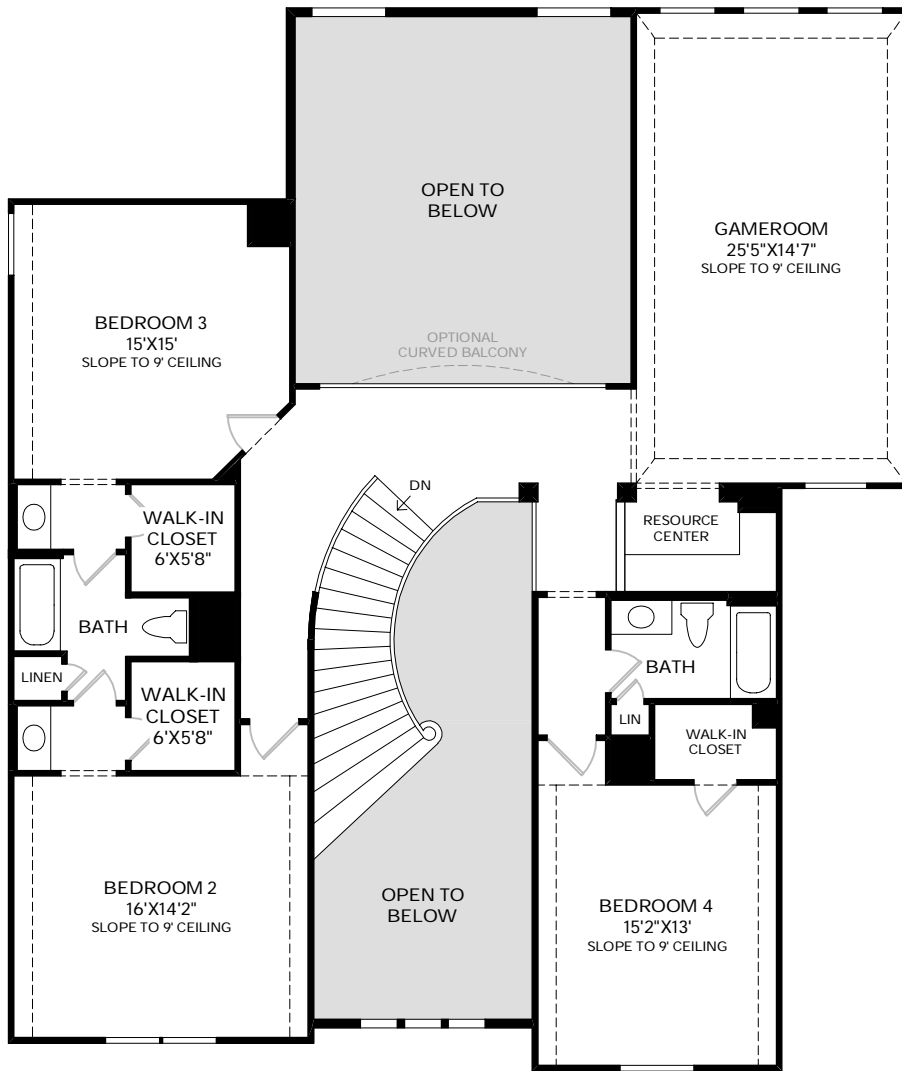 OPEN TO
BELOW
GAMEROOM
25'5"X14'7"
SLOPE TO 9' CEILING
BEDROOM 3
15'X15'
SLOPE TO 9' CEILING
OPTIONAL
CURVED BALCONY
DN
WALK-IN
CLOSET
6'X5'8"
RESOURCE
CENTER
BATH
LINEN
WALK-IN
CLOSET
6'X5'8"
BATH
LIN
WALK-IN
CLOSET
BEDROOM 2
16'X14'2"
SLOPE TO 9' CEILING
OPEN TO
BELOW
BEDROOM 4
15'2"X13'
SLOPE TO 9' CEILING